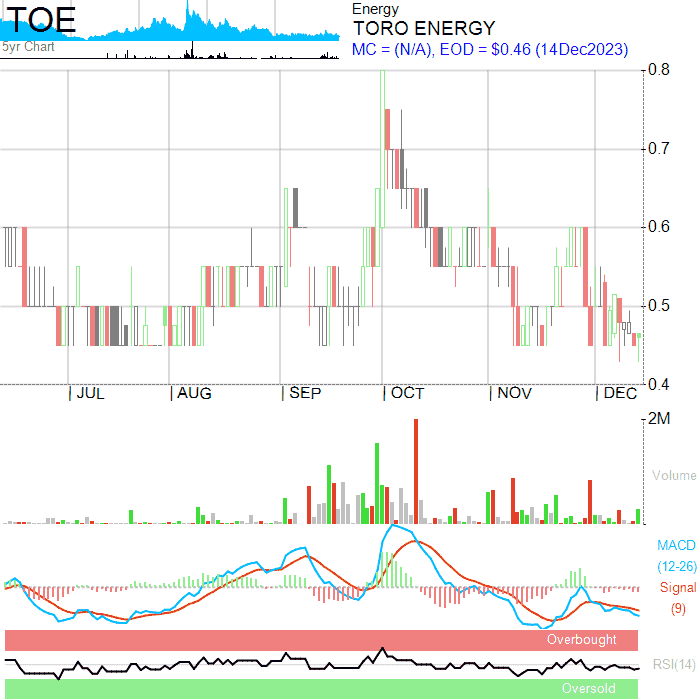 TOE
5yr Chart
Energy
TORO ENERGY
MC = (N/A), EOD = $0.46 (14Dec2023)
0.8
0.7
0.6
0.5
0.4
JUL AUG SEP OCT NOV DEC
2M
Volume
MACD
(12-26)
Signal
(9)
Overbought
RSI(14)
Oversold